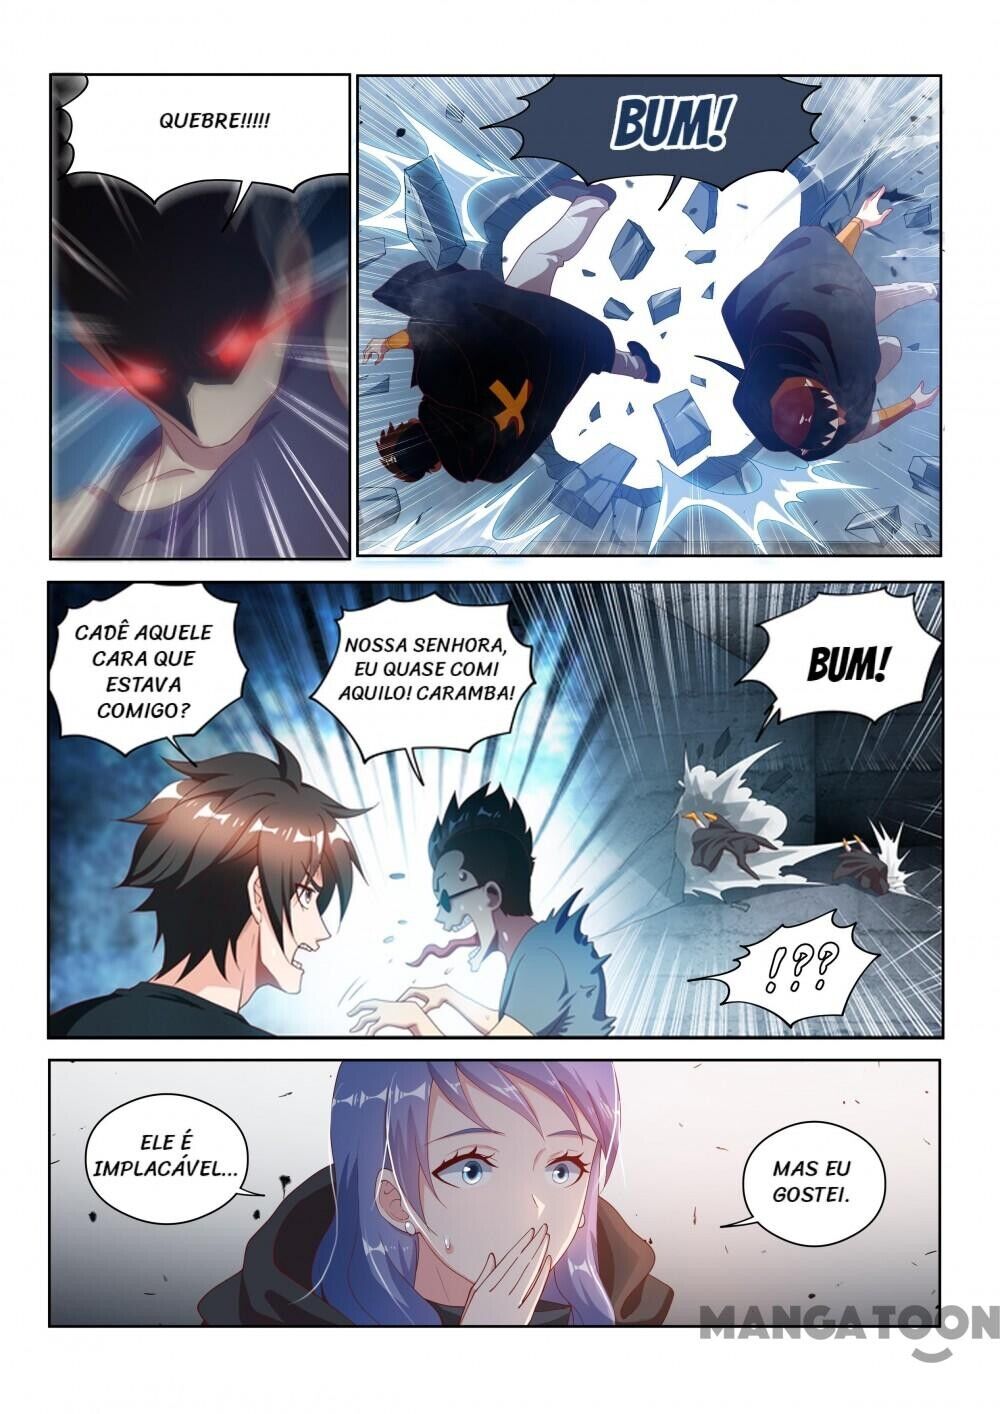 QUEBRE!!!!!
BUM!
CADÊ AQUELE
CARA QUE
ESTAVA
COMIGO?
NOSSA SENHORA,
EU QUASE COMI
AQUILO! CARAMBA!
BUM!
!??
ELE É
IMPLACÁVEL...
MAS EU
GOSTEI.
MANGATOON